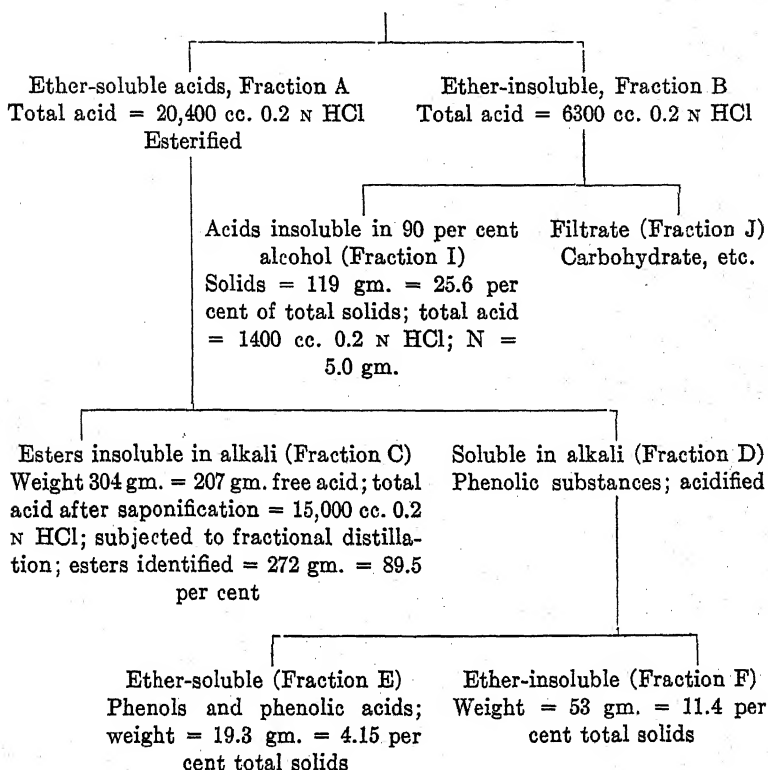 Ether-soluble acids, Fraction A
Total acid = 20,400 cc. 0.2 N HCl
Esterified
Ether-insoluble, Fraction B
Total acid = 6300 cc. 0.2 N HCl
Acids insoluble in 90 per cent
alcohol (Fraction I)
Solids = 119 gm. = 25.6 per
cent of total solids; total acid
= 1400 cc. 0.2 N HCl; N =
5.0 gm.
Filtrate (Fraction J)
Carbohydrate, etc.
Esters insoluble in alkali (Fraction C)
Weight 304 gm. = 207 gm. free acid; total
acid after saponification = 15,000 cc. 0.2
N HCl; subjected to fractional distilla-
tion; esters identified = 272 gm. = 89.5
per cent
Soluble in alkali (Fraction D)
Phenolic substances; acidified
Ether-soluble (Fraction E)
Phenols and phenolic acids;
weight = 19.3 gm. = 4.15 per
cent total solids
Ether-insoluble (Fraction F)
Weight = 53 gm. = 11.4 per
cent total solids